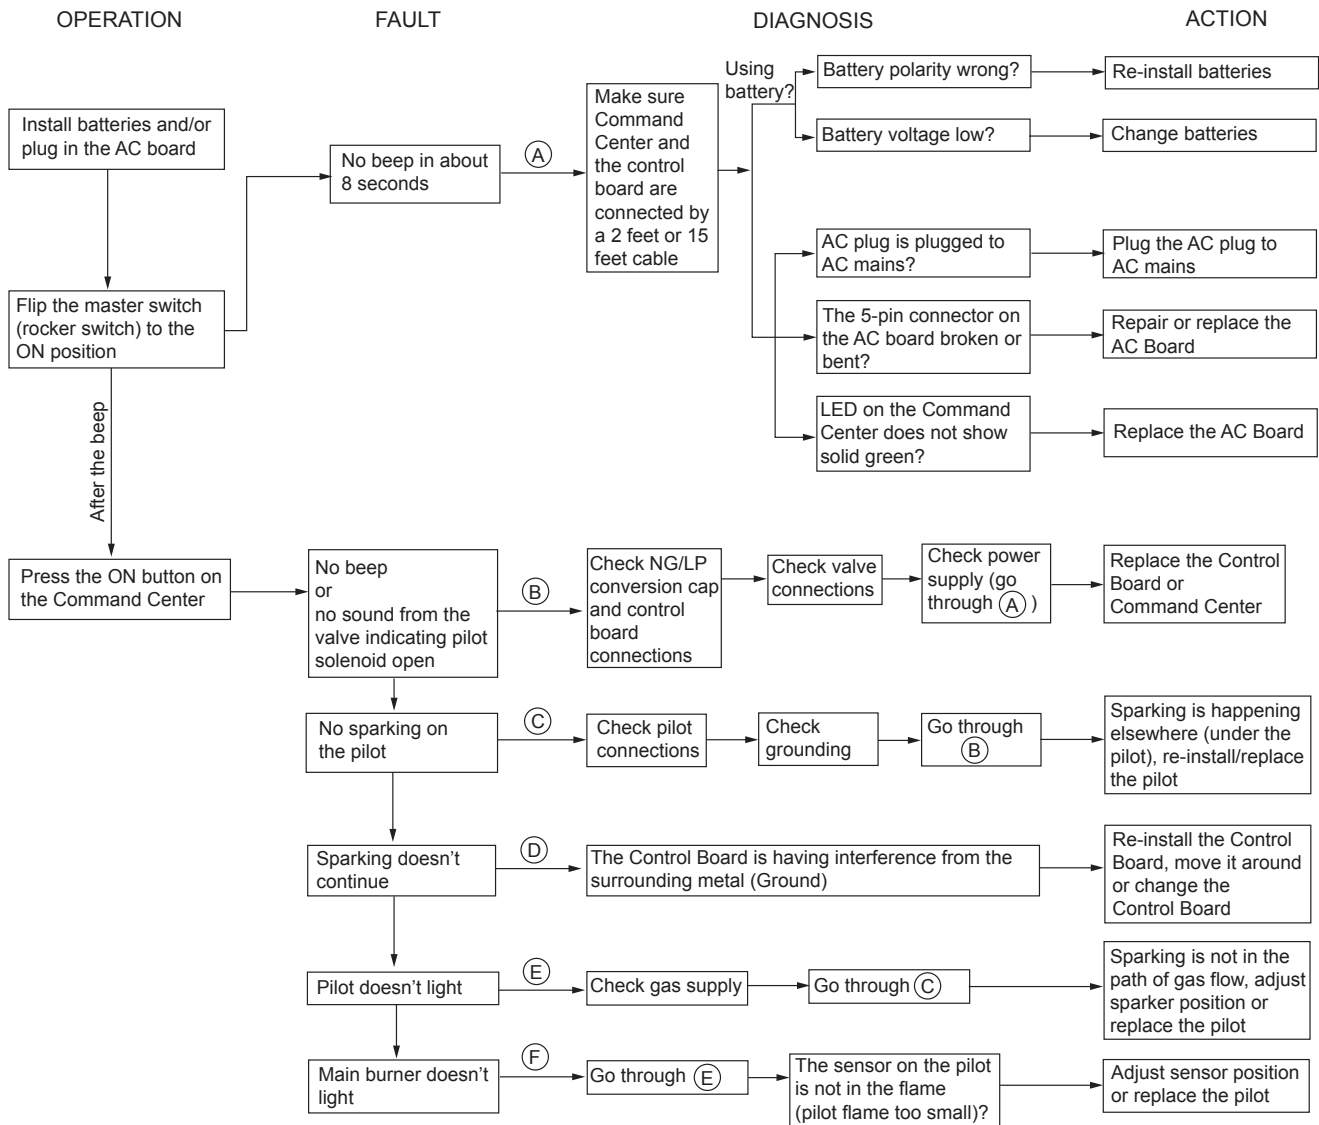 OPERATION
FAULT
DIAGNOSIS
ACTION
Install batteries and/or
plug in the AC board
Flip the master switch
(rocker switch) to the
ON position
After the beep
No beep in about
8 seconds
A
Make sure
Command
Center and
the control
board are
connected by
a 2 feet or 15
feet cable
Using
battery?
Battery polarity wrong?
Re-install batteries
Battery voltage low?
Change batteries
AC plug is plugged to
AC mains?
Plug the AC plug to
AC mains
The 5-pin connector on
the AC board broken or
bent?
Repair or replace the
AC Board
LED on the Command
Center does not show
solid green?
Replace the AC Board
Press the ON button on
the Command Center
No beep
or
no sound from the
valve indicating pilot
solenoid open
B
Check NG/LP
conversion cap
and control
board
connections
Check valve
connections
Check power
supply (go
through A )
Replace the Control
Board or
Command Center
No sparking on
the pilot
C
Check pilot
connections
Check
grounding
Go through
B
Sparking is happening
elsewhere (under the
pilot), re-install/replace
the pilot
Sparking doesn't
continue
D
The Control Board is having interference from the
surrounding metal (Ground)
Re-install the Control
Board, move it around
or change the
Control Board
Pilot doesn't light
E
Check gas supply
Go through C
Sparking is not in the
path of gas flow, adjust
sparker position or
replace the pilot
Main burner doesn't
light
F
Go through E
The sensor on the pilot
is not in the flame
(pilot flame too small)?
Adjust sensor position
or replace the pilot